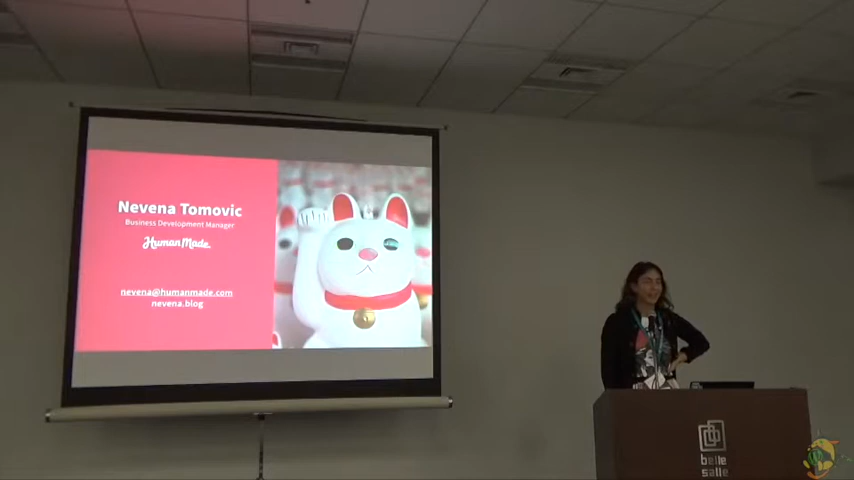 Nevena Tomovic
Business Development Manager
Human Made
nevena@humanmade.com
nevena.blog
belle
salle